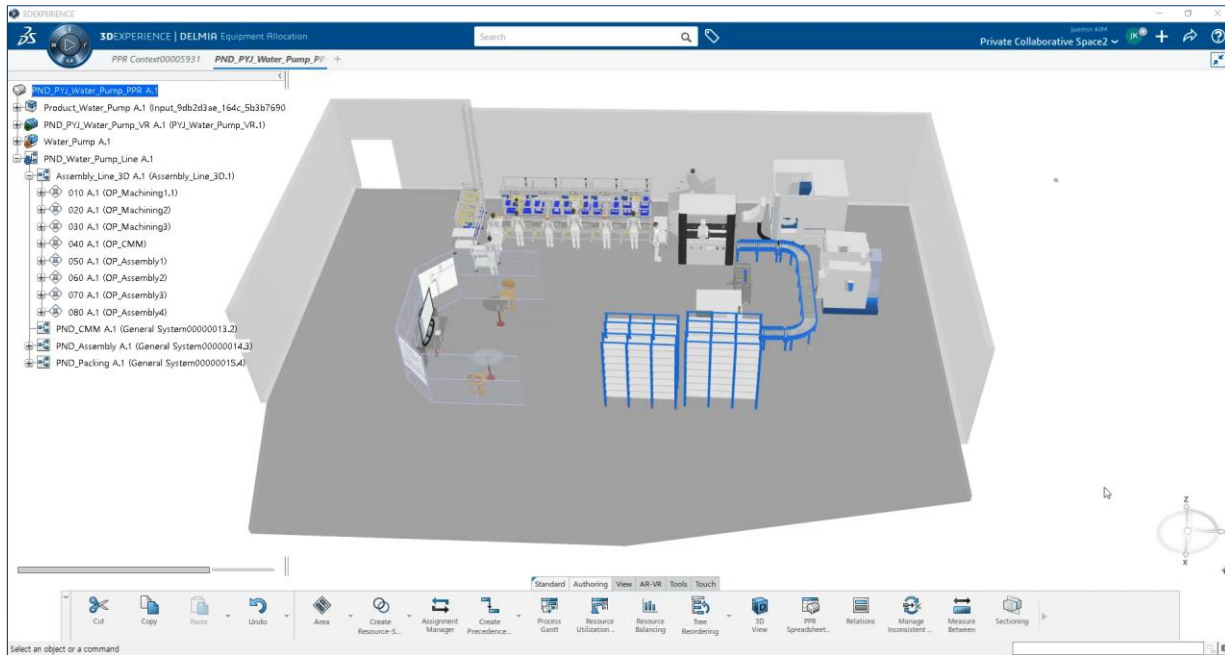 3DEXPERIENCE
3DEXPERIENCE | DELMIA Equipment Allocation
Search
Jaemin KIM
Private Collaborative Space2
JK
PPR Context00005931
PND_PYJ_Water_Pump_PP
PND_PYJ_Water_Pump_PPR A.1
Product_Water_Pump A.1 (Input_9db2d3ae_164c_5b3b7690
PND_PYJ_Water_Pump_VR A.1 (PYJ_Water_Pump_VR.1)
Water_Pump A.1
PND_Water_Pump_Line A.1
Assembly_Line_3D A.1 (Assembly_Line_3D.1)
010 A.1 (OP_Machining1.1)
020 A.1 (OP_Machining2)
030 A.1 (OP_Machining3)
040 A.1 (OP_CMM)
050 A.1 (OP_Assembly1)
060 A.1 (OP_Assembly2)
070 A.1 (OP_Assembly3)
080 A.1 (OP_Assembly4)
PND_CMM A.1 (General System00000013.2)
PND_Assembly A.1 (General System00000014.3)
PND_Packing A.1 (General System00000015.4)
Z
X
Standard Authoring View AR-VR Tools Touch
Cut Copy Paste Undo Area Create Resource-S... Assignment Manager Create Precedence... Process Gantt Resource Utilization... Resource Balancing Tree Reordering 3D View PPR Spreadsheet... Relations Manage Inconsistent... Measure Between Sectioning
Select an object or a command